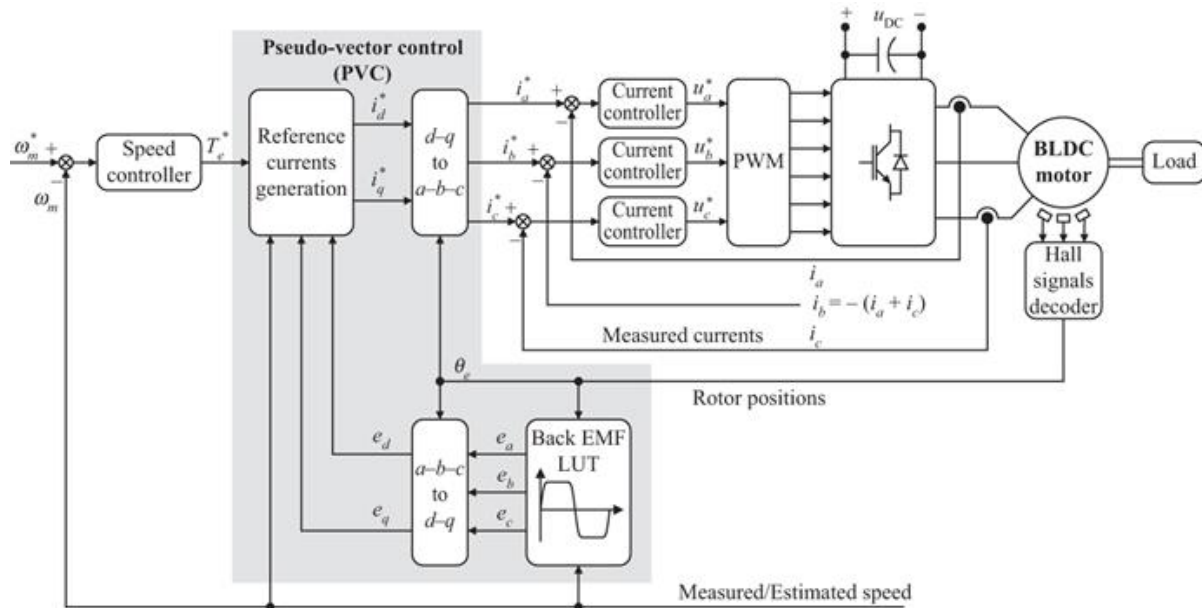 + u_DC −
Pseudo-vector control
(PVC)
i_d^*
i_q^*
Reference
currents
generation
d–q
to
a–b–c
i_a^* + −
i_b^* + −
i_c^* + −
Current
controller
Current
controller
Current
controller
u_a^*
u_b^*
u_c^*
PWM
BLDC
motor
Load
ω_m^* +
−
ω_m
Speed
controller
T_e^*
Hall
signals
decoder
i_a
i_b = – (i_a + i_c)
Measured currents i_c
θ_e
Rotor positions
e_d
e_q
a–b–c
to
d–q
e_a
e_b
e_c
Back EMF
LUT
Measured/Estimated speed